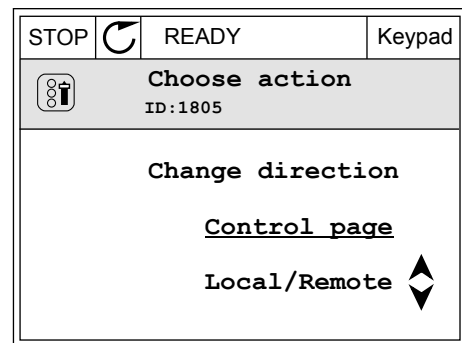 STOP READY Keypad
Choose action
ID:1805
Change direction
Control page
Local/Remote